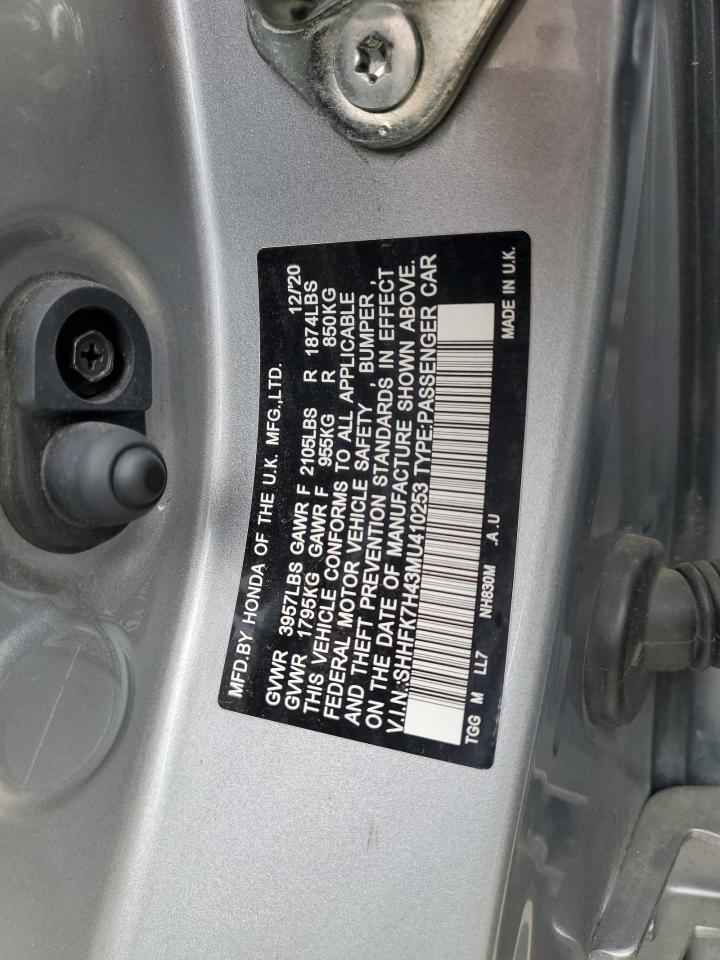 MFD.BY HONDA OF THE U.K. MFG.,LTD. 12/'20
GVWR 3957LBS GAWR F 2105LBS R 1874LBS
GVWR 1795KG GAWR F 955KG R 850KG
THIS VEHICLE CONFORMS TO ALL APPLICABLE
FEDERAL MOTOR VEHICLE SAFETY , BUMPER ,
AND THEFT PREVENTION STANDARDS IN EFFECT
ON THE DATE OF MANUFACTURE SHOWN ABOVE.
V.I.N.:SHHFK7H43MU410253 TYPE:PASSENGER CAR
TGG M LL7 NH830M .A.U MADE IN U.K.